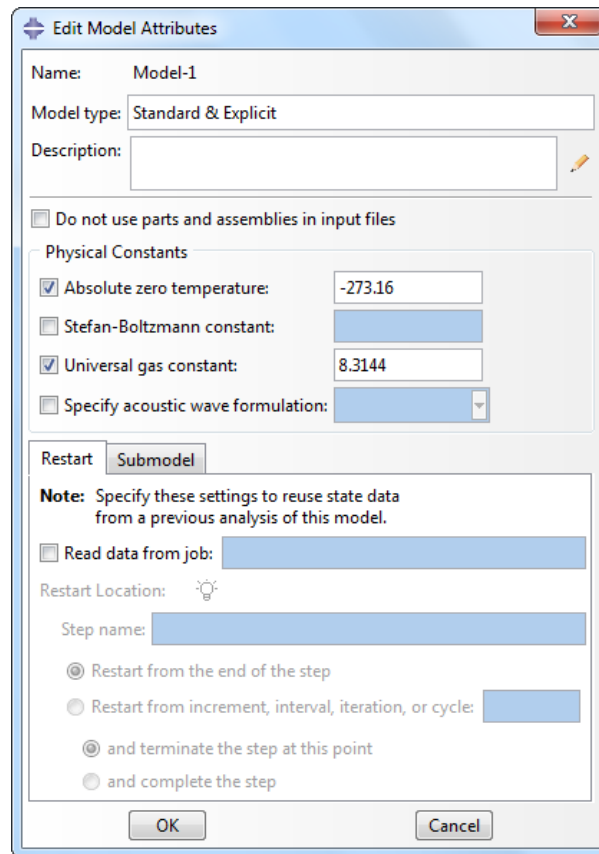 Edit Model Attributes
Name: Model-1
Model type: Standard & Explicit
Description:
Do not use parts and assemblies in input files
Physical Constants
Absolute zero temperature: -273.16
Stefan-Boltzmann constant:
Universal gas constant: 8.3144
Specify acoustic wave formulation:
Restart Submodel
Note: Specify these settings to reuse state data
from a previous analysis of this model.
Read data from job:
Restart Location:
Step name:
Restart from the end of the step
Restart from increment, interval, iteration, or cycle:
and terminate the step at this point
and complete the step
OK Cancel